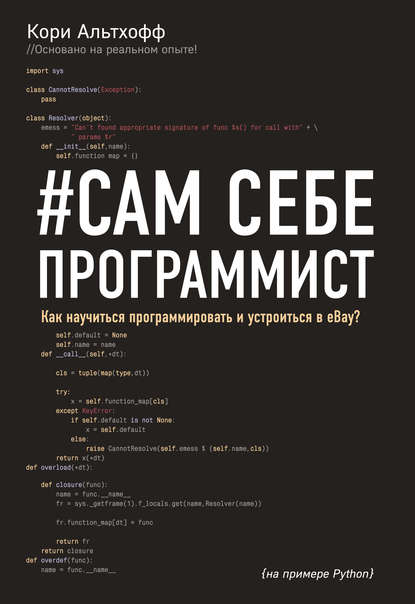 Кори Альтхофф
//Основано на реальном опыте!
import sys
class CannotResolve(Exception):
pass
class Resolver(object):
emess = "Can't found appropriate signature of func %s() for call with" + \
" params %r"
def __init__(self,name):
self.function map = {}
#САМ СЕБЕ
ПРОГРАММИСТ
Как научиться программировать и устроиться в eBay?
self.default = None
self.name = name
def __call__(self,+dt):
cls = tuple(map(type,dt))
try:
x = self.function_map[cls]
except KeyError:
if self.default is not None:
x = self.default
else:
raise CannotResolve(self.emess % (self.name,cls))
return x(+dt)
def overload(+dt):
def closure(func):
name = func.__name__
fr = sys._getframe(1).f_locals.get(name,Resolver(name))
fr.function_map[dt] = func
return fr
return closure
def overdef(func):
name = func.__name__
{на примере Python}